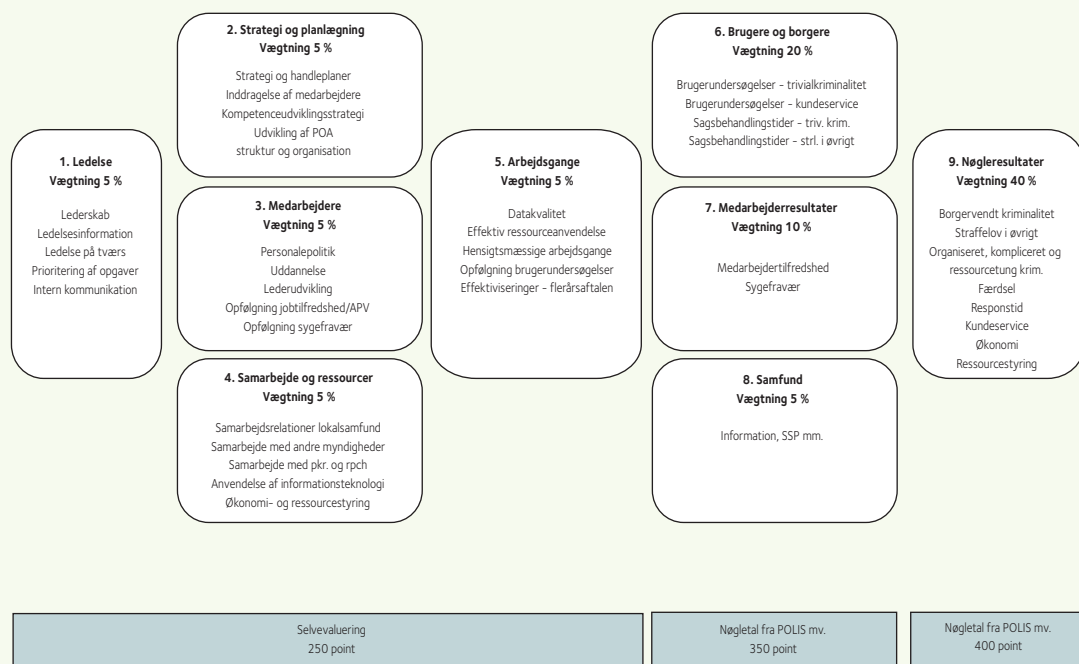 1. Ledelse
Vægtning 5 %
Lederskab
Ledelsesinformation
Ledelse på tværs
Prioritering af opgaver
Intern kommunikation
2. Strategi og planlægning
Vægtning 5 %
Strategi og handleplaner
Inddragelse af medarbejdere
Kompetenceudviklingsstrategi
Udvikling af POA
struktur og organisation
3. Medarbejdere
Vægtning 5 %
Personalepolitik
Uddannelse
Lederudvikling
Opfølgning jobtilfredshed/APV
Opfølgning sygefravær
4. Samarbejde og ressourcer
Vægtning 5 %
Samarbejdsrelationer lokalsamfund
Samarbejde med andre myndigheder
Samarbejde med pkr. og rpch
Anvendelse af informationsteknologi
Økonomi- og ressourcestyring
5. Arbejdsgange
Vægtning 5 %
Datakvalitet
Effektiv ressourceanvendelse
Hensigtsmæssige arbejdsgange
Opfølgning brugerundersøgelser
Effektiviseringer - flerårsaftalen
6. Brugere og borgere
Vægtning 20 %
Brugerundersøgelser - trivialkriminalitet
Brugerundersøgelser - kundeservice
Sagsbehandlingstider - triv. krim.
Sagsbehandlingstider - strl. i øvrigt
7. Medarbejderresultater
Vægtning 10 %
Medarbejdertilfredshed
Sygefravær
8. Samfund
Vægtning 5 %
Information, SSP mm.
9. Nøgleresultater
Vægtning 40 %
Borgervendt kriminalitet
Straffelov i øvrigt
Organiseret, kompliceret og
ressourcetung krim.
Færdsel
Responstid
Kundeservice
Økonomi
Ressourcestyring
Selvevaluering
250 point
Nøgletal fra POLIS mv.
350 point
Nøgletal fra POLIS mv.
400 point